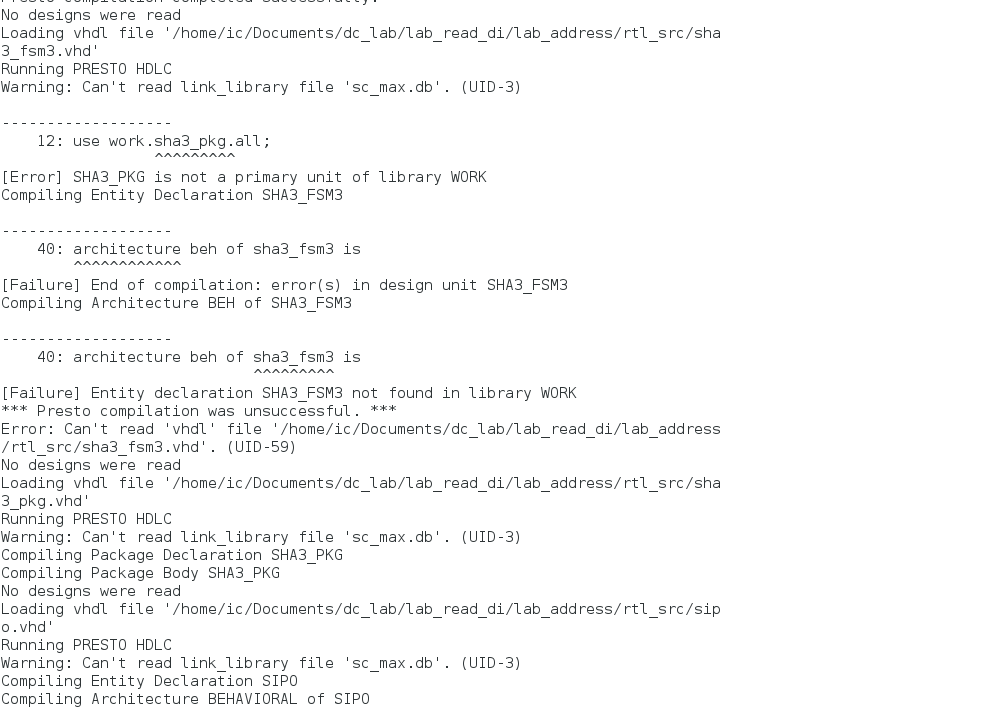 Presto compilation completed successfully.
No designs were read
Loading vhdl file '/home/ic/Documents/dc_lab/lab_read_di/lab_address/rtl_src/sha
3_fsm3.vhd'
Running PRESTO HDLC
Warning: Can't read link_library file 'sc_max.db'. (UID-3)
-------------------
    12: use work.sha3_pkg.all;
                 ^^^^^^^^^
[Error] SHA3_PKG is not a primary unit of library WORK
Compiling Entity Declaration SHA3_FSM3
-------------------
    40: architecture beh of sha3_fsm3 is
        ^^^^^^^^^^^^
[Failure] End of compilation: error(s) in design unit SHA3_FSM3
Compiling Architecture BEH of SHA3_FSM3
-------------------
    40: architecture beh of sha3_fsm3 is
                            ^^^^^^^^^
[Failure] Entity declaration SHA3_FSM3 not found in library WORK
*** Presto compilation was unsuccessful. ***
Error: Can't read 'vhdl' file '/home/ic/Documents/dc_lab/lab_read_di/lab_address
/rtl_src/sha3_fsm3.vhd'. (UID-59)
No designs were read
Loading vhdl file '/home/ic/Documents/dc_lab/lab_read_di/lab_address/rtl_src/sha
3_pkg.vhd'
Running PRESTO HDLC
Warning: Can't read link_library file 'sc_max.db'. (UID-3)
Compiling Package Declaration SHA3_PKG
Compiling Package Body SHA3_PKG
No designs were read
Loading vhdl file '/home/ic/Documents/dc_lab/lab_read_di/lab_address/rtl_src/sip
o.vhd'
Running PRESTO HDLC
Warning: Can't read link_library file 'sc_max.db'. (UID-3)
Compiling Entity Declaration SIPO
Compiling Architecture BEHAVIORAL of SIPO